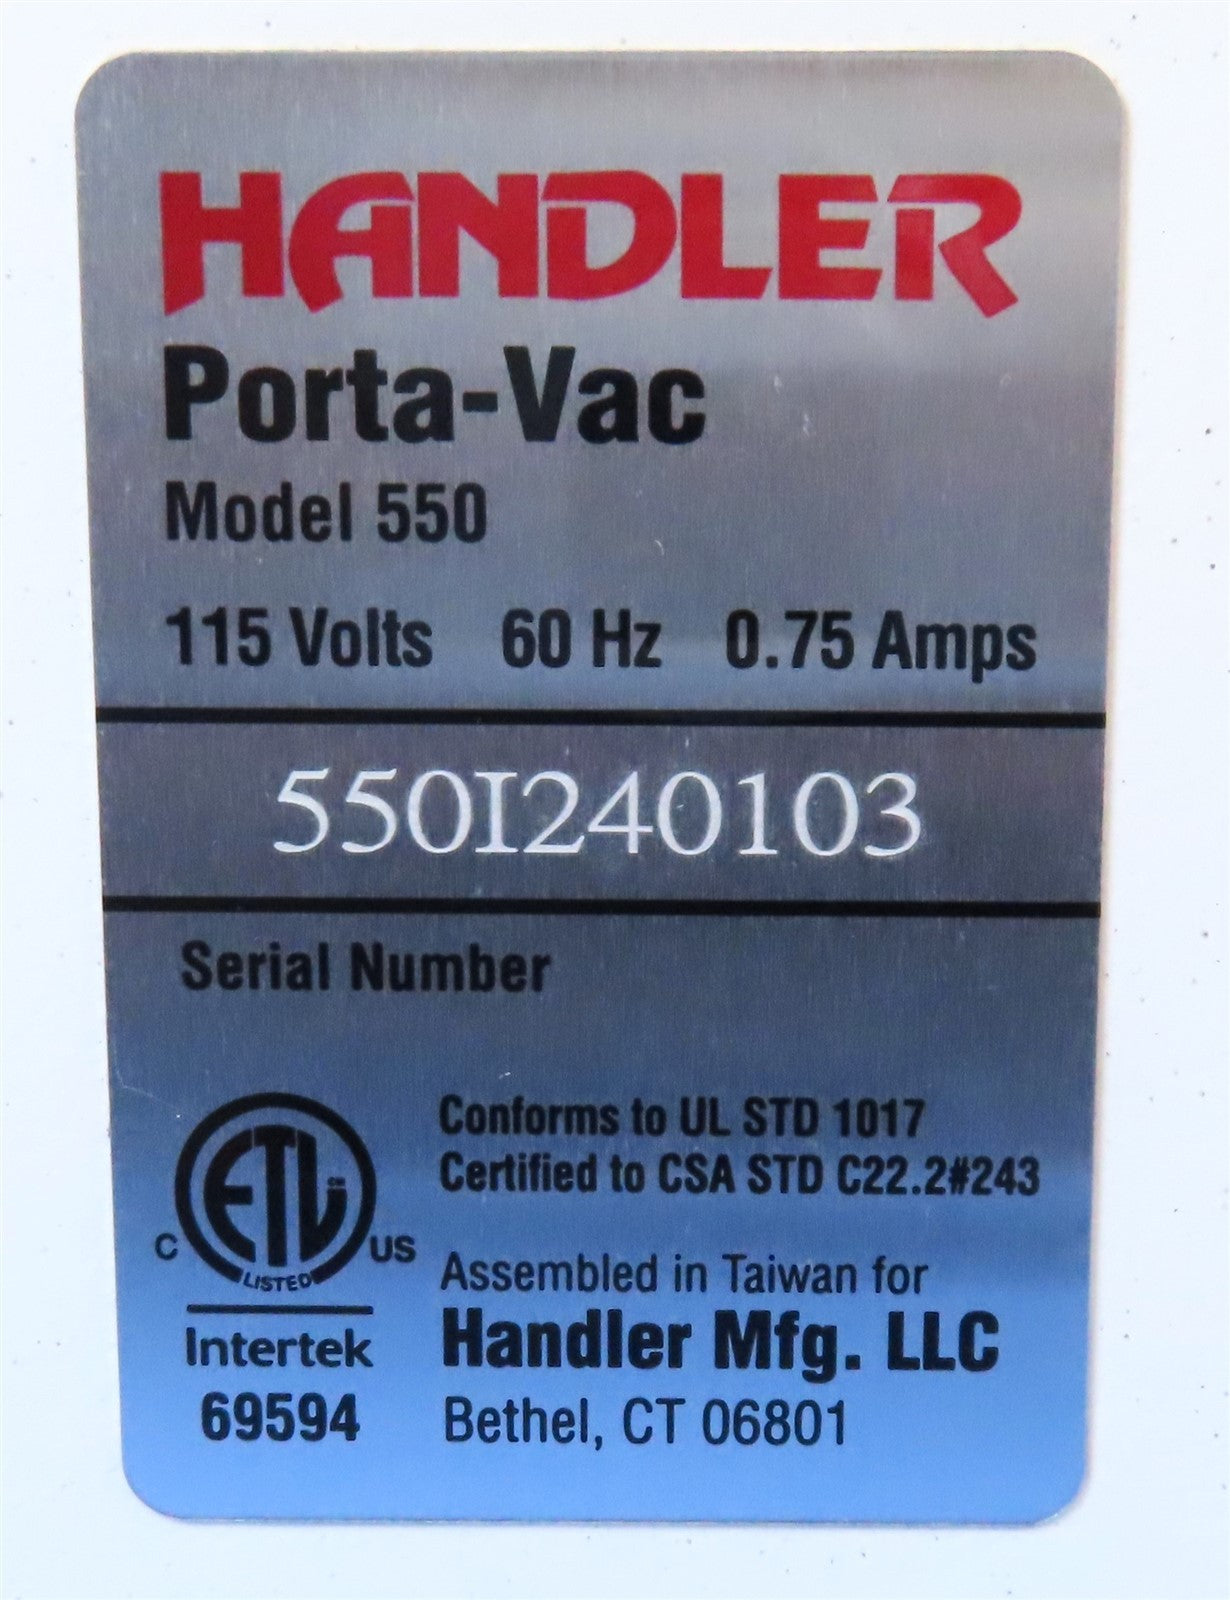 HANDLER
Porta-Vac
Model 550
115 Volts 60 Hz 0.75 Amps
550I240103
Serial Number
ETL CM
LISTED
C US
Intertek
69594
Conforms to UL STD 1017
Certified to CSA STD C22.2#243
Assembled in Taiwan for
Handler Mfg. LLC
Bethel, CT 06801